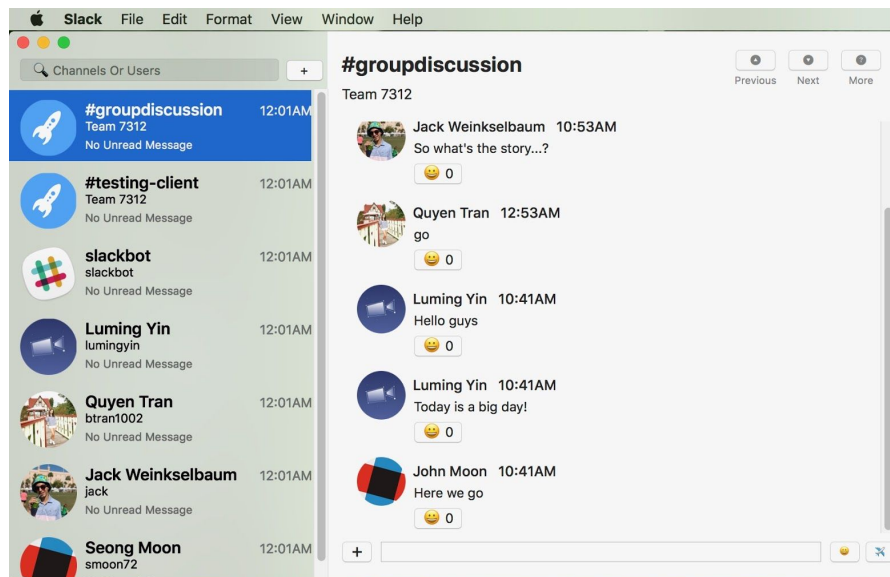 Slack File Edit Format View Window Help
Channels Or Users
+
#groupdiscussion 12:01AM
Team 7312
No Unread Message
#testing-client 12:01AM
Team 7312
No Unread Message
slackbot 12:01AM
slackbot
No Unread Message
Luming Yin 12:01AM
lumingyin
No Unread Message
Quyen Tran 12:01AM
btran1002
No Unread Message
Jack Weinkselbaum 12:01AM
jack
No Unread Message
Seong Moon 12:01AM
smoon72
#groupdiscussion
Team 7312
Previous Next More
Jack Weinkselbaum 10:53AM
So what's the story...?
0
Quyen Tran 12:53AM
go
0
Luming Yin 10:41AM
Hello guys
0
Luming Yin 10:41AM
Today is a big day!
0
John Moon 10:41AM
Here we go
0
+